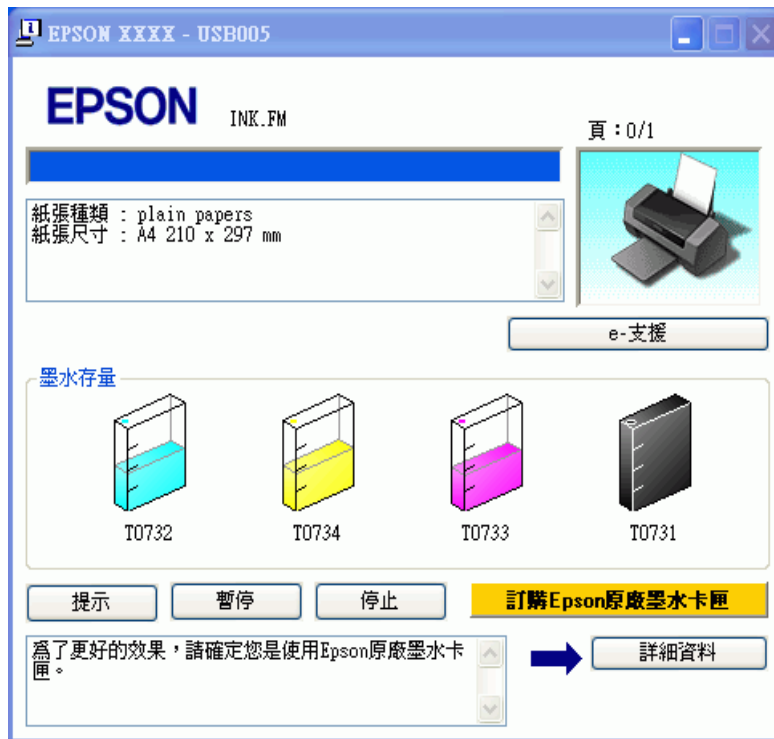 EPSON XXXX - USB005
EPSON INK.FM
頁：0/1
紙張種類 : plain papers
紙張尺寸 : A4 210 x 297 mm
e-支援
墨水存量
T0732 T0734 T0733 T0731
提示 暫停 停止 訂購Epson原廠墨水卡匣
爲了更好的效果，請確定您是使用Epson原廠墨水卡
匣。
詳細資料